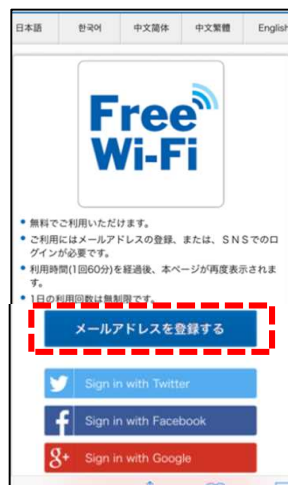 日本語 한국어 中文简体 中文繁體 English
Free
Wi-Fi
無料でご利用いただけます。
ご利用にはメールアドレスの登録、または、SNSでのロ
グインが必要です。
利用時間(1回60分)を経過後、本ページが再度表示されま
す。
1日の利用回数は無制限です。
メールアドレスを登録する
Sign in with Twitter
f Sign in with Facebook
g+ Sign in with Google